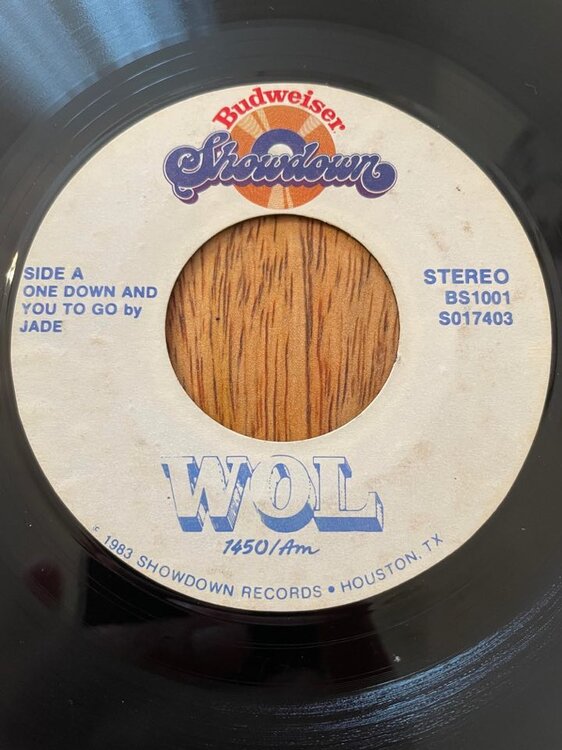 Budweiser
Showdown
SIDE A
ONE DOWN AND
YOU TO GO by
JADE
STEREO
BS1001
S017403
WOL
1450/Am
© 1983 SHOWDOWN RECORDS • HOUSTON, TX